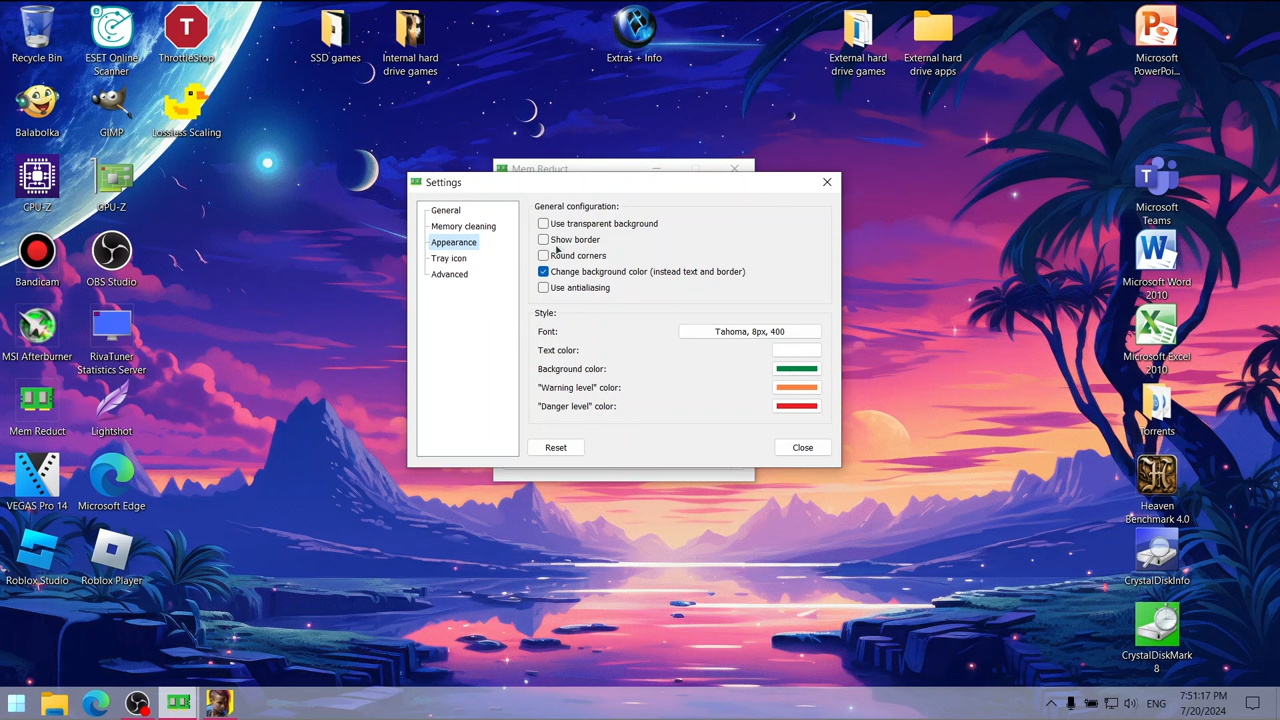 Recycle Bin
ESET Online
Scanner
T
ThrottleStop
SSD games
Internal hard
drive games
Extras + Info
External hard
drive games
External hard
drive apps
Microsoft
PowerPoi...
Balabolka
GIMP
Lossless Scaling
CPU-Z
GPU-Z
Microsoft
Teams
Bandicam
OBS Studio
Microsoft Word
2010
MSI Afterburner
RivaTuner
Statistics Server
Microsoft Excel
2010
Mem Reduct
Lightshot
Torrents
VEGAS Pro 14
Microsoft Edge
Heaven
Benchmark 4.0
Roblox Studio
Roblox Player
CrystalDiskInfo
CrystalDiskMark
8
Mem Reduct
Settings
General
Memory cleaning
Appearance
Tray icon
Advanced
General configuration:
Use transparent background
Show border
Round corners
Change background color (instead text and border)
Use antialiasing
Style:
Font:
Tahoma, 8px, 400
Text color:
Background color:
"Warning level" color:
"Danger level" color:
Reset
Close
ENG
7:51:17 PM
7/20/2024